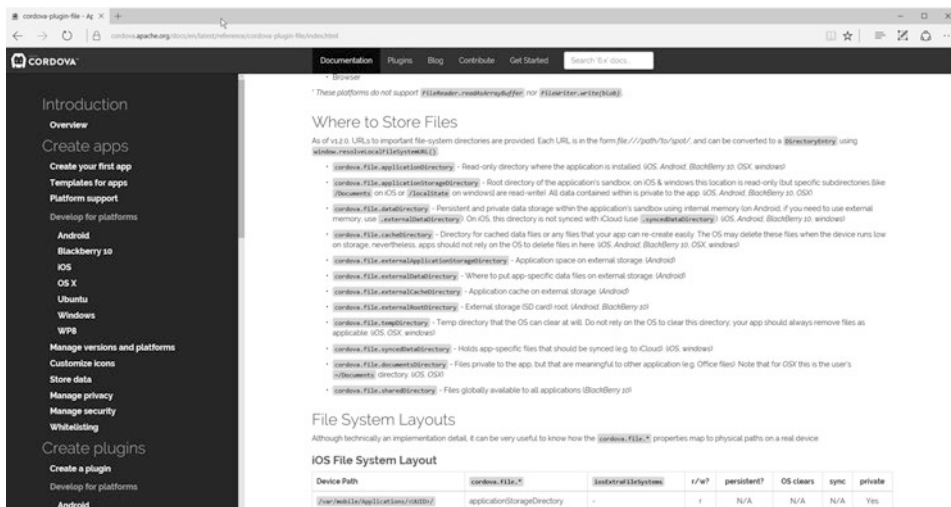 cordova-plugin-file - Ap
cordova.apache.org/docs/en/latest/reference/cordova-plugin-file/index.html
CORDOVA
Documentation Plugins Blog Contribute Get Started Search '6.x' docs...
Introduction
Overview
Create apps
Create your first app
Templates for apps
Platform support
Develop for platforms
Android
Blackberry 10
iOS
OS X
Ubuntu
Windows
WP8
Manage versions and platforms
Customize icons
Store data
Manage privacy
Manage security
Whitelisting
Create plugins
Create a plugin
Develop for platforms
Android
• Browser
* These platforms do not support FileReader.readAsArrayBuffer nor FileWriter.write(blob).
Where to Store Files
As of v1.2.0, URLs to important file-system directories are provided. Each URL is in the form file:///path/to/spot/, and can be converted to a DirectoryEntry using
window.resolveLocalFileSystemURL().
• cordova.file.applicationDirectory - Read-only directory where the application is installed. (iOS, Android, BlackBerry 10, OSX, windows)
• cordova.file.applicationStorageDirectory - Root directory of the application's sandbox; on iOS & windows this location is read-only (but specific subdirectories [like
/Documents on iOS or /localState on windows] are read-write). All data contained within is private to the app. (iOS, Android, BlackBerry 10, OSX)
• cordova.file.dataDirectory - Persistent and private data storage within the application's sandbox using internal memory (on Android, if you need to use external
memory, use .externalDataDirectory). On iOS, this directory is not synced with iCloud (use .syncedDataDirectory). (iOS, Android, BlackBerry 10, windows)
• cordova.file.cacheDirectory - Directory for cached data files or any files that your app can re-create easily. The OS may delete these files when the device runs low
on storage, nevertheless, apps should not rely on the OS to delete files in here. (iOS, Android, BlackBerry 10, OSX, windows)
• cordova.file.externalApplicationStorageDirectory - Application space on external storage. (Android)
• cordova.file.externalDataDirectory - Where to put app-specific data files on external storage. (Android)
• cordova.file.externalCacheDirectory - Application cache on external storage. (Android)
• cordova.file.externalRootDirectory - External storage (SD card) root. (Android, BlackBerry 10)
• cordova.file.tempDirectory - Temp directory that the OS can clear at will. Do not rely on the OS to clear this directory; your app should always remove files as
applicable. (iOS, OSX, windows)
• cordova.file.syncedDataDirectory - Holds app-specific files that should be synced (e.g. to iCloud). (iOS, windows)
• cordova.file.documentsDirectory - Files private to the app, but that are meaningful to other application (e.g. Office files). Note that for OSX this is the user's
~/Documents directory. (iOS, OSX)
• cordova.file.sharedDirectory - Files globally available to all applications (BlackBerry 10)
File System Layouts
Although technically an implementation detail, it can be very useful to know how the cordova.file.* properties map to physical paths on a real device.
iOS File System Layout
Device Path cordova.file.* iosExtraFileSystems r/w? persistent? OS clears sync private
/var/mobile/Applications/<UUID>/ applicationStorageDirectory - r N/A N/A N/A Yes